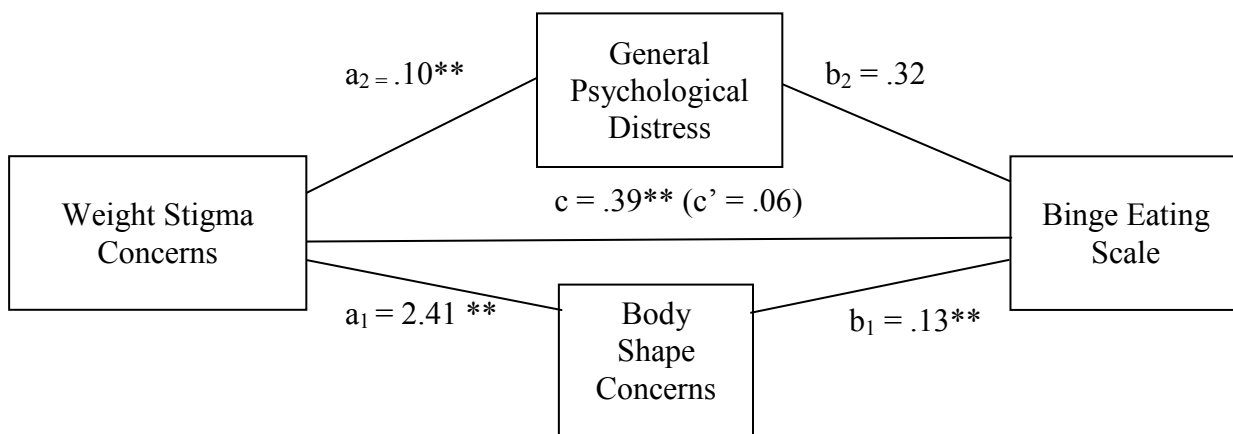 General
Psychological
Distress
a₂ = .10**
b₂ = .32
Weight Stigma
Concerns
c = .39** (c’ = .06)
Binge Eating
Scale
a₁ = 2.41 **
b₁ = .13**
Body
Shape
Concerns